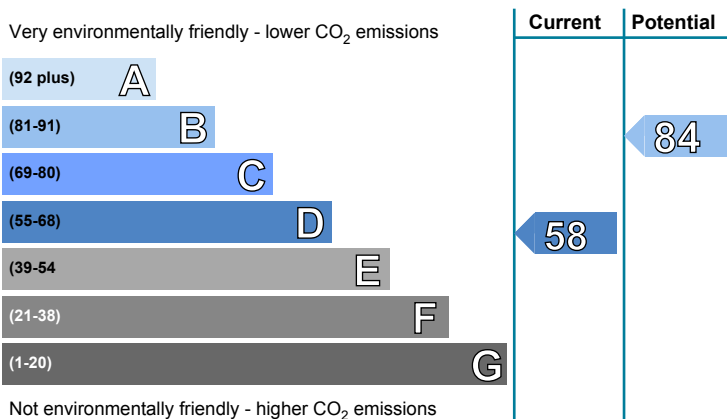 Very environmentally friendly - lower CO₂ emissions
Current Potential
(92 plus) A
(81-91) B
84
(69-80) C
(55-68) D
58
(39-54 E
(21-38) F
(1-20) G
Not environmentally friendly - higher CO₂ emissions